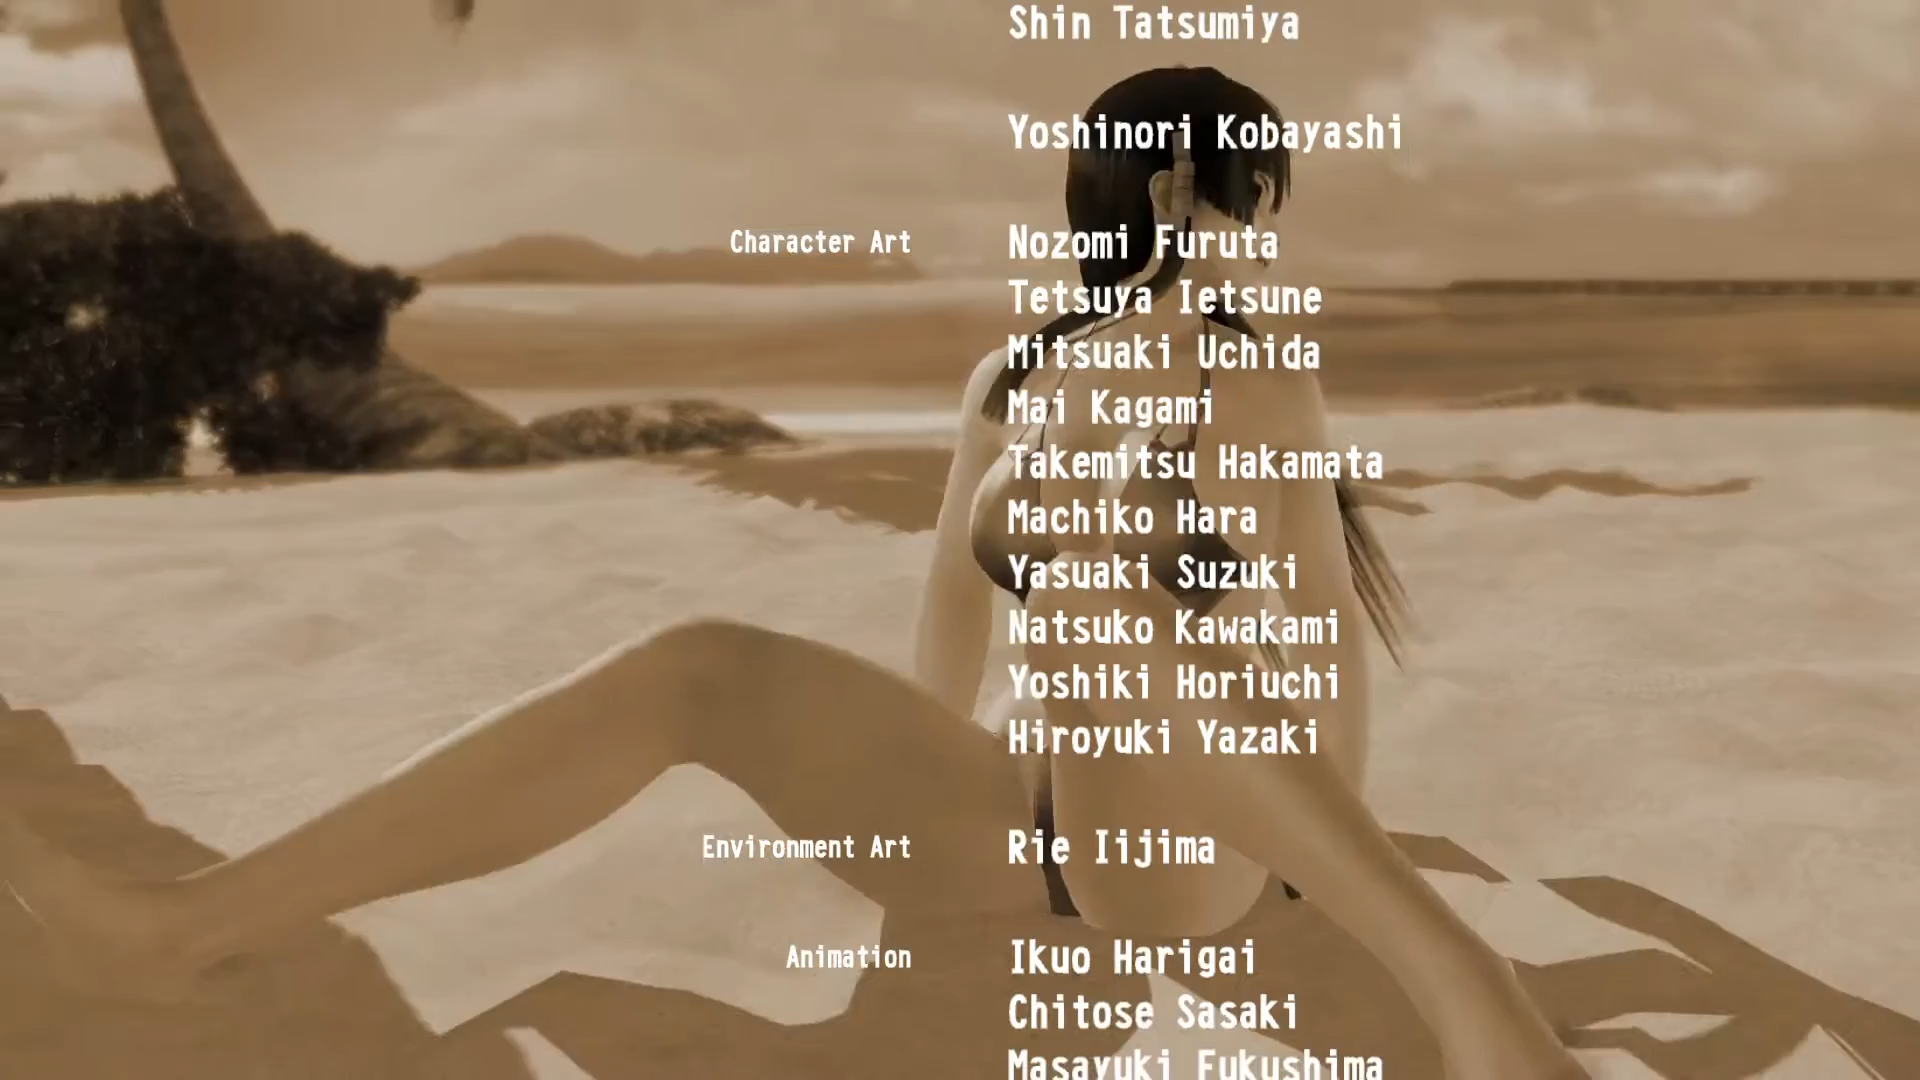 Shin Tatsumiya
Yoshinori Kobayashi
Character Art Nozomi Furuta
Tetsuya Ietsune
Mitsuaki Uchida
Mai Kagami
Takemitsu Hakamata
Machiko Hara
Yasuaki Suzuki
Natsuko Kawakami
Yoshiki Horiuchi
Hiroyuki Yazaki
Environment Art Rie Iijima
Animation Ikuo Harigai
Chitose Sasaki
Masayuki Fukushima